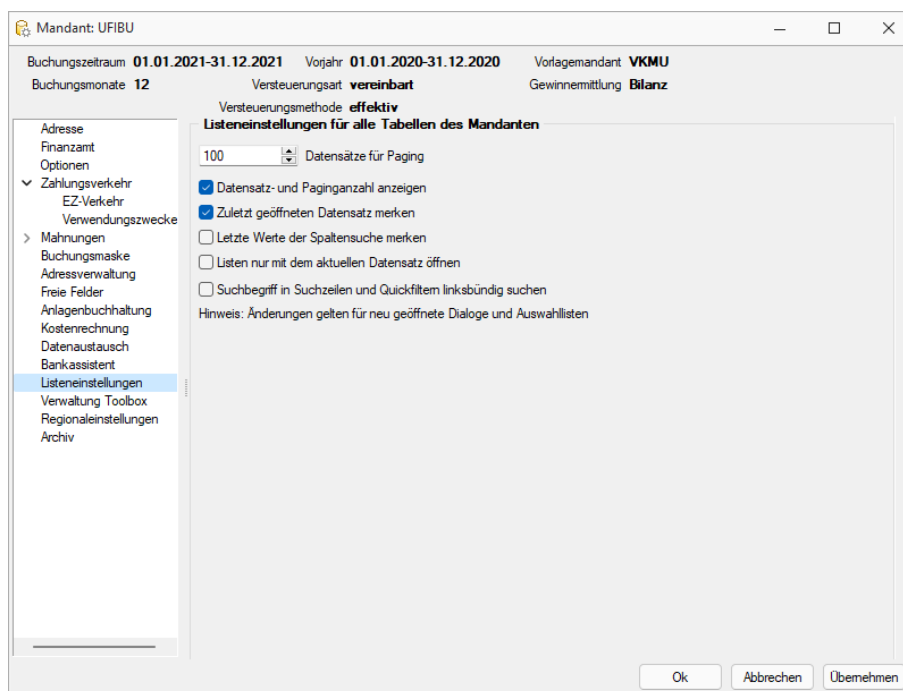 Mandant: UFIBU
Buchungszeitraum 01.01.2021-31.12.2021 Vorjahr 01.01.2020-31.12.2020 Vorlagemandant VKMU
Buchungsmonate 12 Versteuerungsart vereinbart Gewinnermittlung Bilanz
Versteuerungsmethode effektiv
Adresse
Finanzamt
Optionen
Zahlungsverkehr
EZ-Verkehr
Verwendungszwecke
Mahnungen
Buchungsmaske
Adressverwaltung
Freie Felder
Anlagenbuchhaltung
Kostenrechnung
Datenaustausch
Bankassistent
Listeneinstellungen
Verwaltung Toolbox
Regionaleinstellungen
Archiv
Listeneinstellungen für alle Tabellen des Mandanten
100 Datensätze für Paging
Datensatz- und Paginganzahl anzeigen
Zuletzt geöffneten Datensatz merken
Letzte Werte der Spaltensuche merken
Listen nur mit dem aktuellen Datensatz öffnen
Suchbegriff in Suchzeilen und Quickfiltern linksbündig suchen
Hinweis: Änderungen gelten für neu geöffnete Dialoge und Auswahllisten
Ok Abbrechen Übernehmen